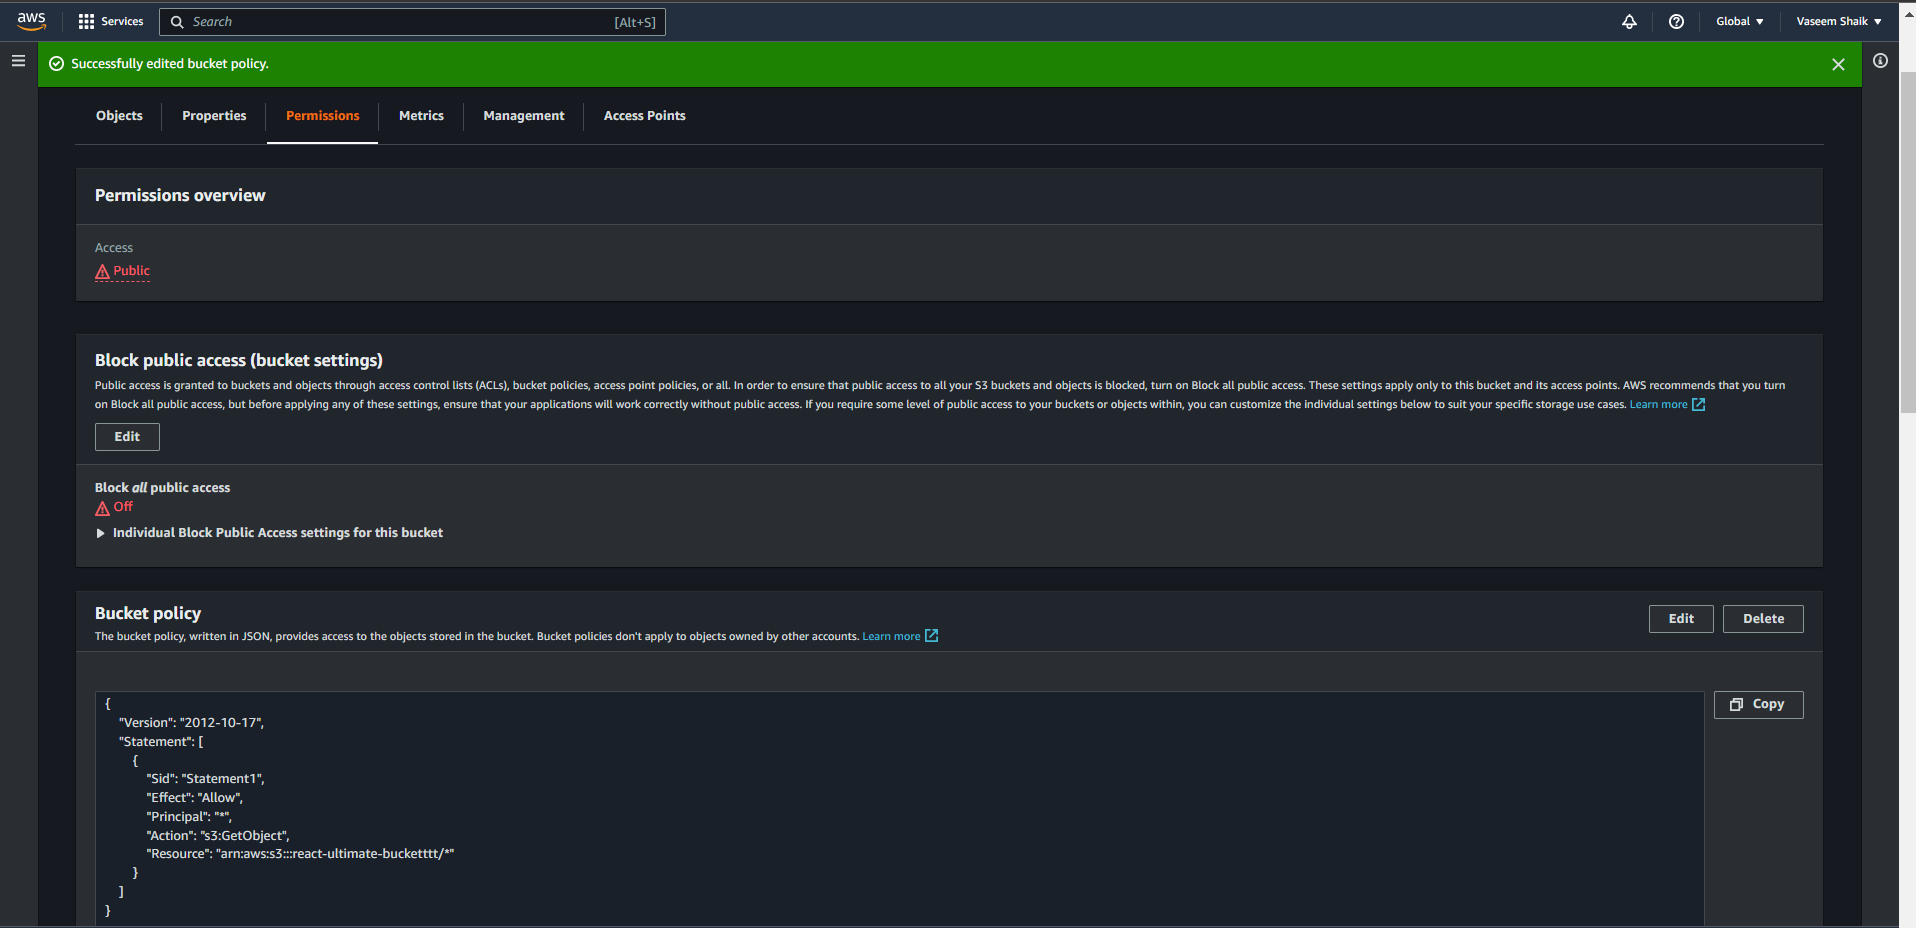 aws
Services
Search
[Alt+S]
Global
Vaseem Shaik
Successfully edited bucket policy.
Objects
Properties
Permissions
Metrics
Management
Access Points
Permissions overview
Access
Public
Block public access (bucket settings)
Public access is granted to buckets and objects through access control lists (ACLs), bucket policies, access point policies, or all. In order to ensure that public access to all your S3 buckets and objects is blocked, turn on Block all public access. These settings apply only to this bucket and its access points. AWS recommends that you turn
on Block all public access, but before applying any of these settings, ensure that your applications will work correctly without public access. If you require some level of public access to your buckets or objects within, you can customize the individual settings below to suit your specific storage use cases. Learn more
Edit
Block all public access
Off
Individual Block Public Access settings for this bucket
Bucket policy
Edit
Delete
The bucket policy, written in JSON, provides access to the objects stored in the bucket. Bucket policies don't apply to objects owned by other accounts. Learn more
Copy
{
"Version": "2012-10-17",
"Statement": [
{
"Sid": "Statement1",
"Effect": "Allow",
"Principal": "*",
"Action": "s3:GetObject",
"Resource": "arn:aws:s3:::react-ultimate-bucketttt/*"
}
]
}